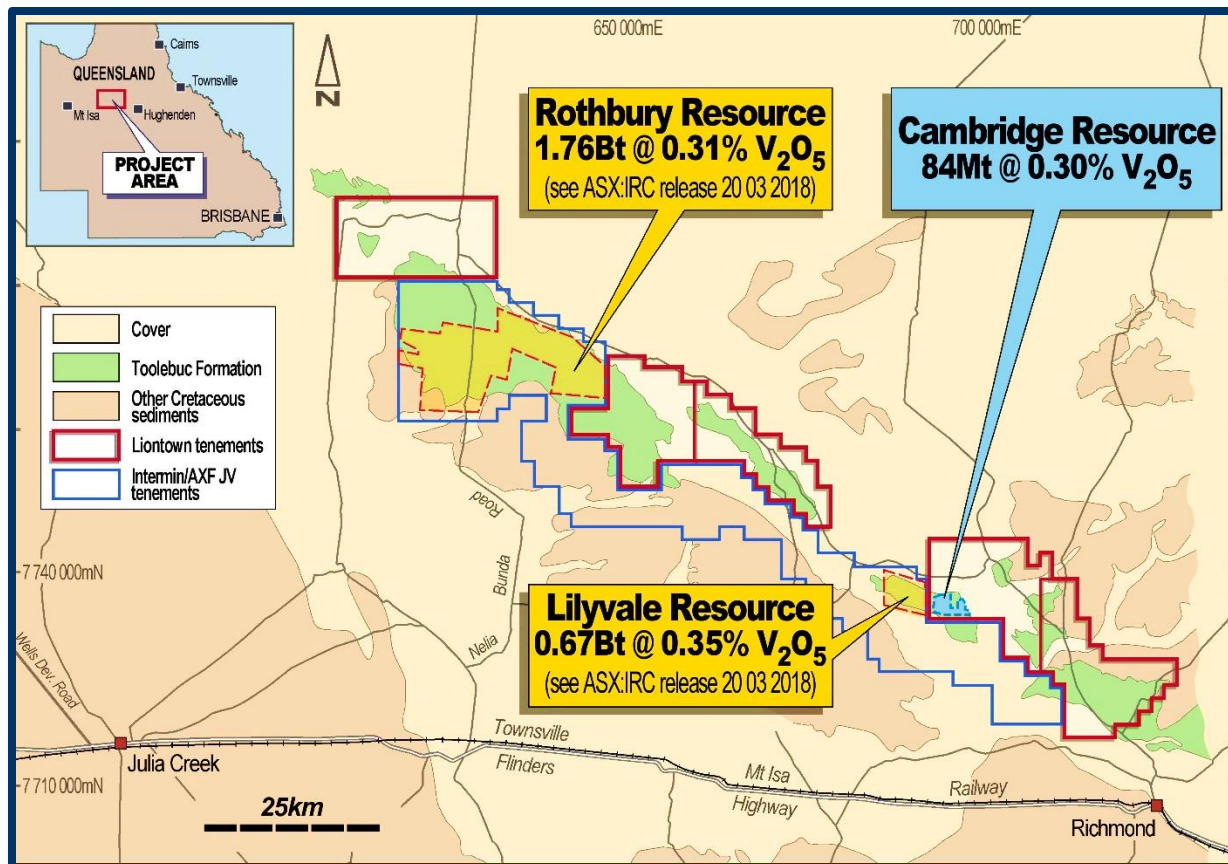 650 000mE
700 000mE
Cairns
QUEENSLAND
Townsville
Mt Isa
Hughenden
PROJECT
AREA
BRISBANE
N
Rothbury Resource
1.76Bt @ 0.31% V₂O₅
(see ASX:IRC release 20 03 2018)
Cambridge Resource
84Mt @ 0.30% V₂O₅
Cover
Toolebuc Formation
Other Cretaceous
sediments
Liontown tenements
Intermin/AXF JV
tenements
Road
Bunda
Nelia
7 740 000mN
Lilyvale Resource
0.67Bt @ 0.35% V₂O₅
(see ASX:IRC release 20 03 2018)
Wells Dev. Road
Julia Creek
Townsville
Flinders
Mt Isa
Highway
Railway
7 710 000mN
25km
Richmond